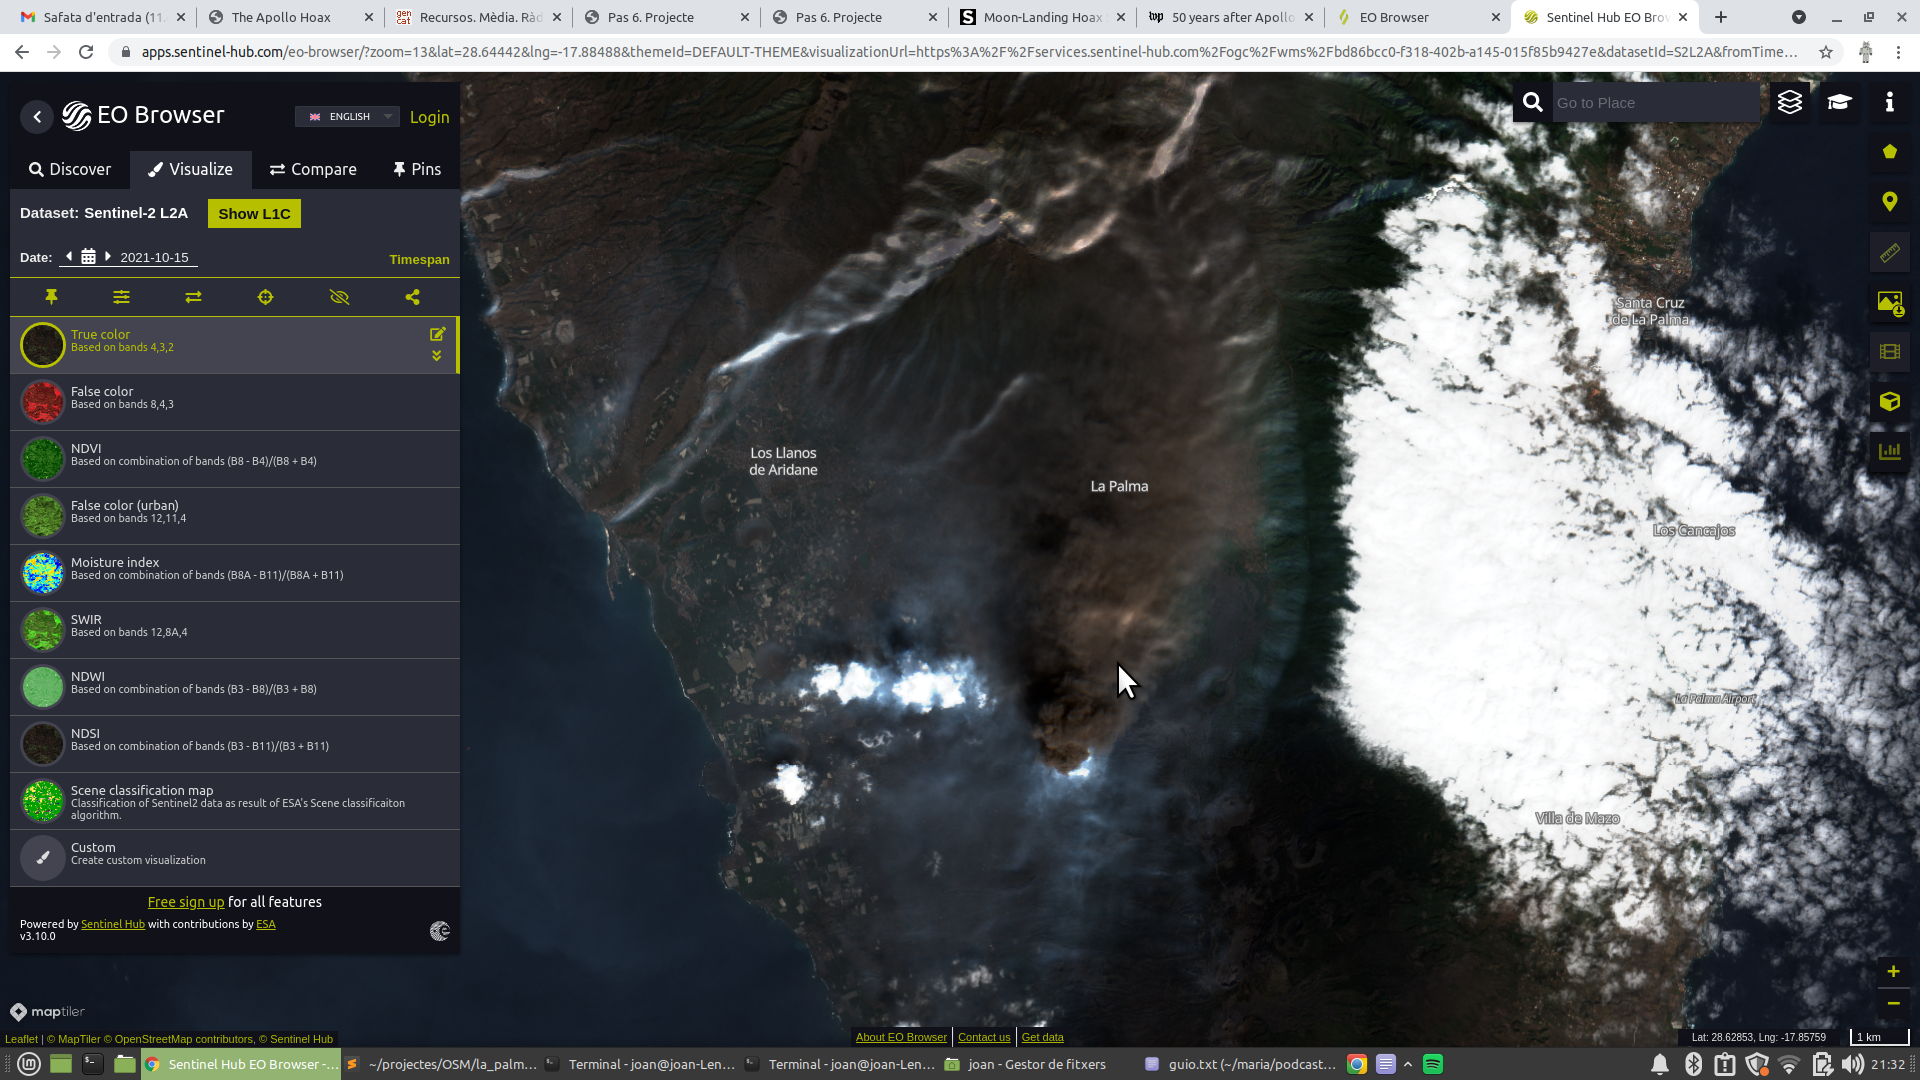 Safata d'entrada (11.
The Apollo Hoax
Recursos. Mèdia. Ràd
Pas 6. Projecte
Pas 6. Projecte
Moon-Landing Hoax
50 years after Apollo
EO Browser
Sentinel Hub EO Brow
apps.sentinel-hub.com/eo-browser/?zoom=13&lat=28.64442&lng=-17.88488&themeId=DEFAULT-THEME&visualizationUrl=https%3A%2F%2Fservices.sentinel-hub.com%2Fogc%2Fwms%2Fbd86bcc0-f318-402b-a145-015f85b9427e&datasetId=S2L2A&fromTime...
EO Browser
ENGLISH
Login
Discover
Visualize
Compare
Pins
Dataset: Sentinel-2 L2A
Show L1C
Date:
2021-10-15
Timespan
True color
Based on bands 4,3,2
False color
Based on bands 8,4,3
NDVI
Based on combination of bands (B8 - B4)/(B8 + B4)
False color (urban)
Based on bands 12,11,4
Moisture index
Based on combination of bands (B8A - B11)/(B8A + B11)
SWIR
Based on bands 12,8A,4
NDWI
Based on combination of bands (B3 - B8)/(B3 + B8)
NDSI
Based on combination of bands (B3 - B11)/(B3 + B11)
Scene classification map
Classification of Sentinel2 data as result of ESA's Scene classificaiton
algorithm.
Custom
Create custom visualization
Free sign up for all features
Powered by Sentinel Hub with contributions by ESA
v3.10.0
Go to Place
Santa Cruz
de La Palma
Los Llanos
de Aridane
La Palma
Los Cancajos
La Palma Airport
Villa de Mazo
maptiler
Leaflet | © MapTiler © OpenStreetMap contributors, © Sentinel Hub
About EO Browser
Contact us
Get data
Lat: 28.62853, Lng: -17.85759
1 km
Sentinel Hub EO Browser -...
~/projectes/OSM/la_palm...
Terminal - joan@joan-Len...
Terminal - joan@joan-Len...
joan - Gestor de fitxers
guio.txt (~/maria/podcast...
21:32